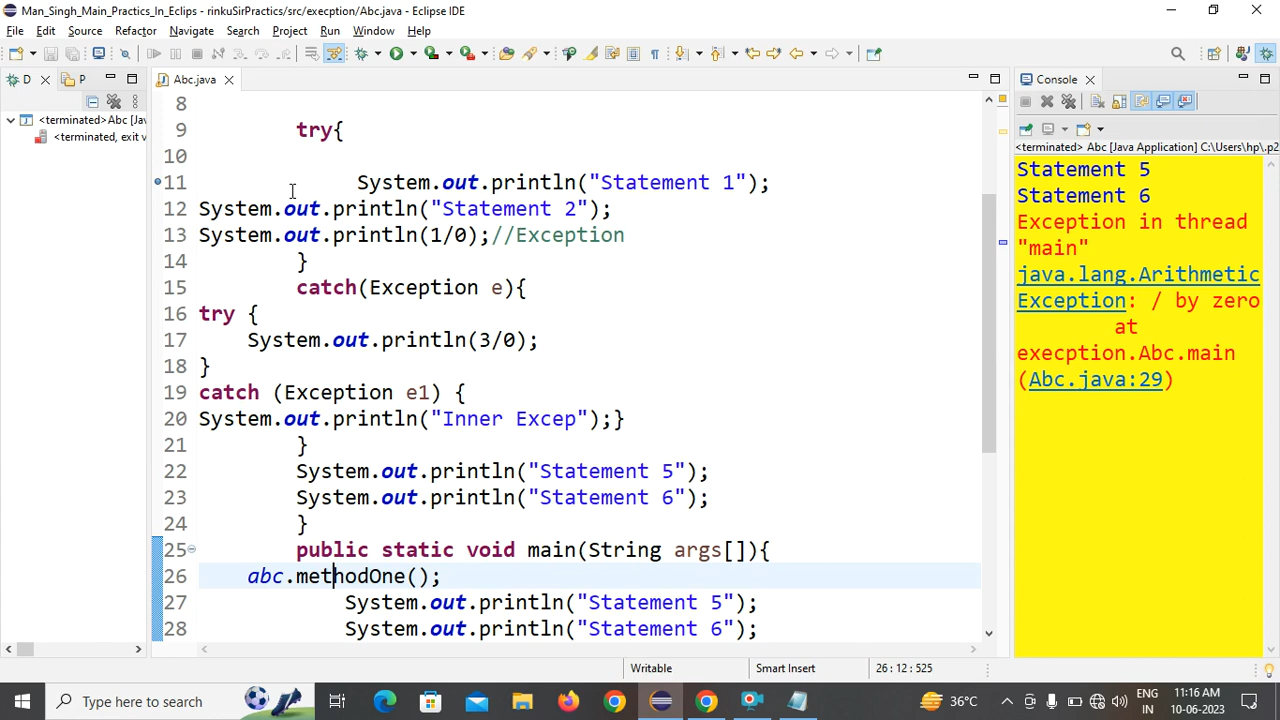 Man_Singh_Main_Practics_In_Eclips - rinkuSirPractics/src/execption/Abc.java - Eclipse IDE
File Edit Source Refactor Navigate Search Project Run Window Help
D P
<terminated>Abc [Jav
<terminated, exit v
Abc.java
8
9 try{
10
11 System.out.println("Statement 1");
12 System.out.println("Statement 2");
13 System.out.println(1/0);//Exception
14 }
15 catch(Exception e){
16 try {
17 System.out.println(3/0);
18 }
19 catch (Exception e1) {
20 System.out.println("Inner Excep");}
21 }
22 System.out.println("Statement 5");
23 System.out.println("Statement 6");
24 }
25 public static void main(String args[]){
26 abc.methodOne();
27 System.out.println("Statement 5");
28 System.out.println("Statement 6");
Console
<terminated> Abc [Java Application] C:\Users\hp\.p2
Statement 5
Statement 6
Exception in thread
"main"
java.lang.Arithmetic
Exception: / by zero
at
execption.Abc.main
(Abc.java:29)
Writable Smart Insert 26 : 12 : 525
Type here to search
36°C
ENG
IN
11:16 AM
10-06-2023